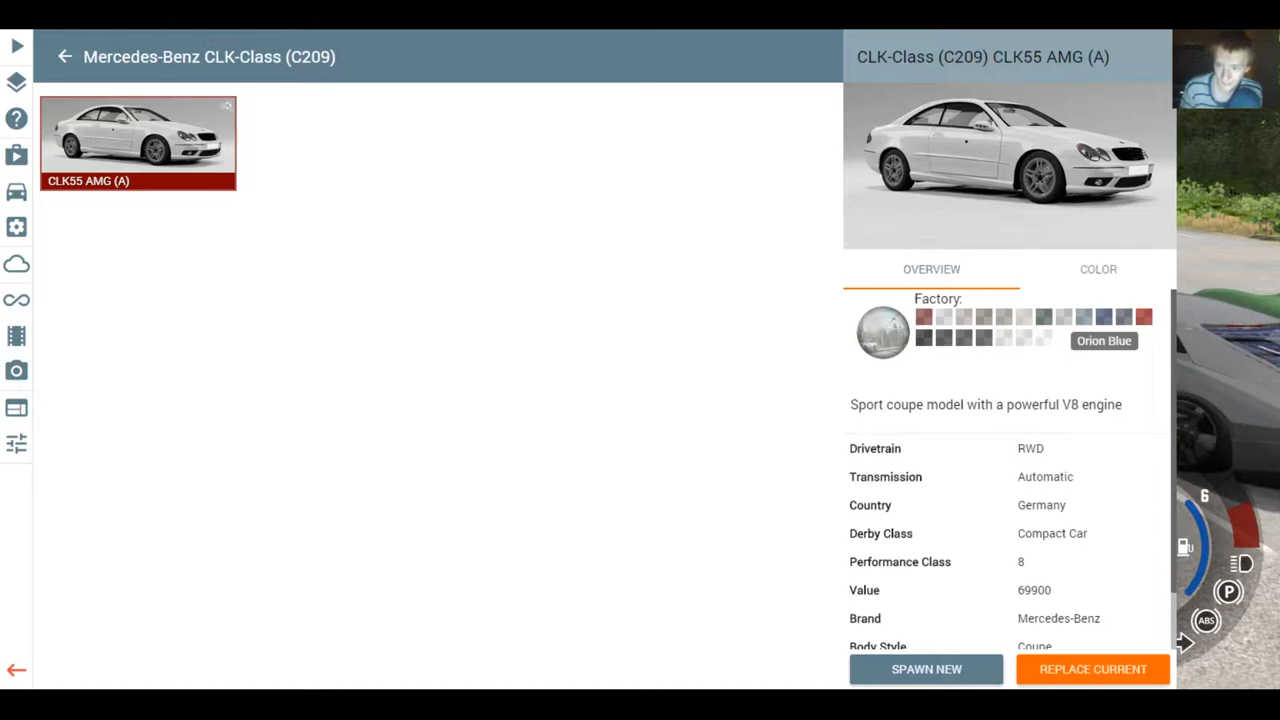 Mercedes-Benz CLK-Class (C209)
CLK55 AMG (A)
CLK-Class (C209) CLK55 AMG (A)
OVERVIEW
COLOR
Factory:
Orion Blue
Sport coupe model with a powerful V8 engine
Drivetrain RWD
Transmission Automatic
Country Germany
Derby Class Compact Car
Performance Class 8
Value 69900
Brand Mercedes-Benz
Body Style Coupe
SPAWN NEW
REPLACE CURRENT
6
P
ABS